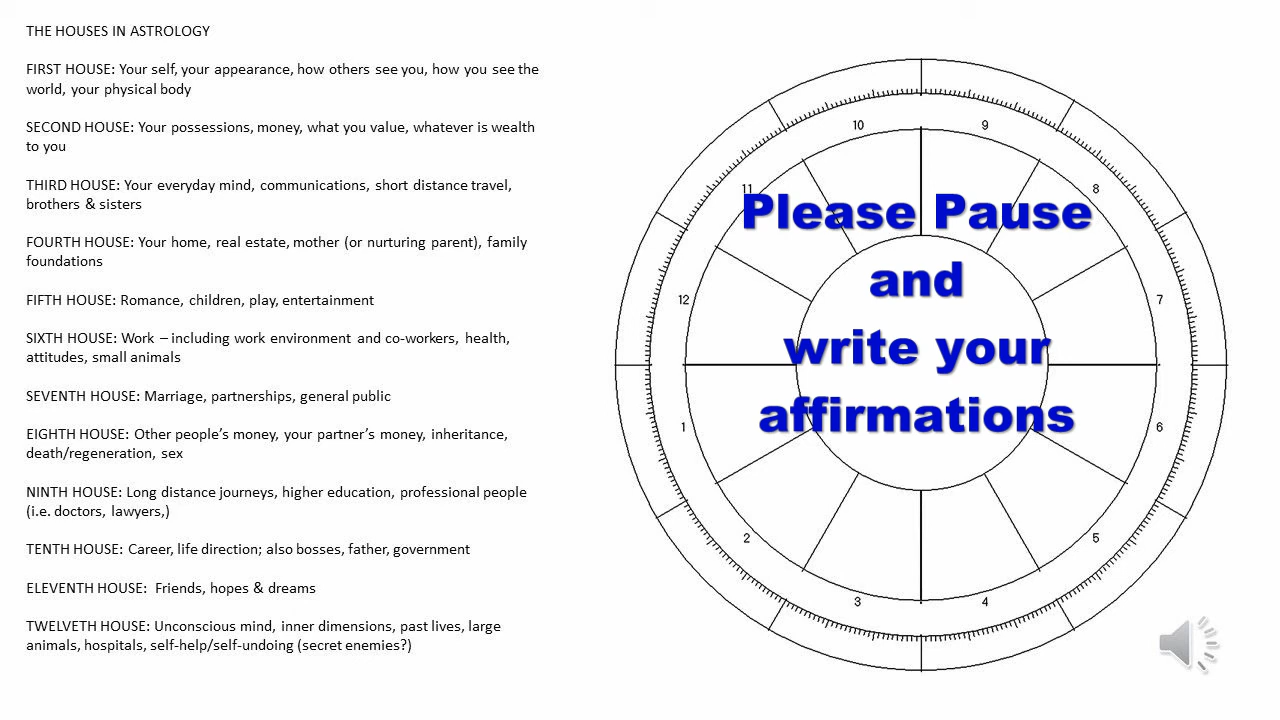 THE HOUSES IN ASTROLOGY
FIRST HOUSE: Your self, your appearance, how others see you, how you see the
world, your physical body
SECOND HOUSE: Your possessions, money, what you value, whatever is wealth
to you
THIRD HOUSE: Your everyday mind, communications, short distance travel,
brothers & sisters
FOURTH HOUSE: Your home, real estate, mother (or nurturing parent), family
foundations
FIFTH HOUSE: Romance, children, play, entertainment
SIXTH HOUSE: Work – including work environment and co-workers, health,
attitudes, small animals
SEVENTH HOUSE: Marriage, partnerships, general public
EIGHTH HOUSE: Other people’s money, your partner’s money, inheritance,
death/regeneration, sex
NINTH HOUSE: Long distance journeys, higher education, professional people
(i.e. doctors, lawyers,)
TENTH HOUSE: Career, life direction; also bosses, father, government
ELEVENTH HOUSE: Friends, hopes & dreams
TWELVETH HOUSE: Unconscious mind, inner dimensions, past lives, large
animals, hospitals, self-help/self-undoing (secret enemies?)
10
9
11
8
Please Pause
and
12
7
write your
affirmations
1
6
2
5
3
4